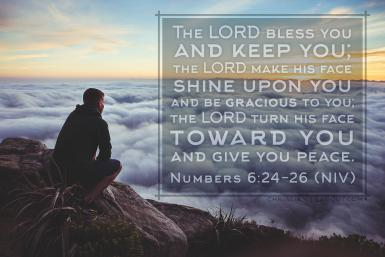 The LORD bless you
and keep you;
the LORD make his face
shine upon you
and be gracious to you;
the LORD turn his face
toward you
and give you peace.
Numbers 6:24-26 (NIV)